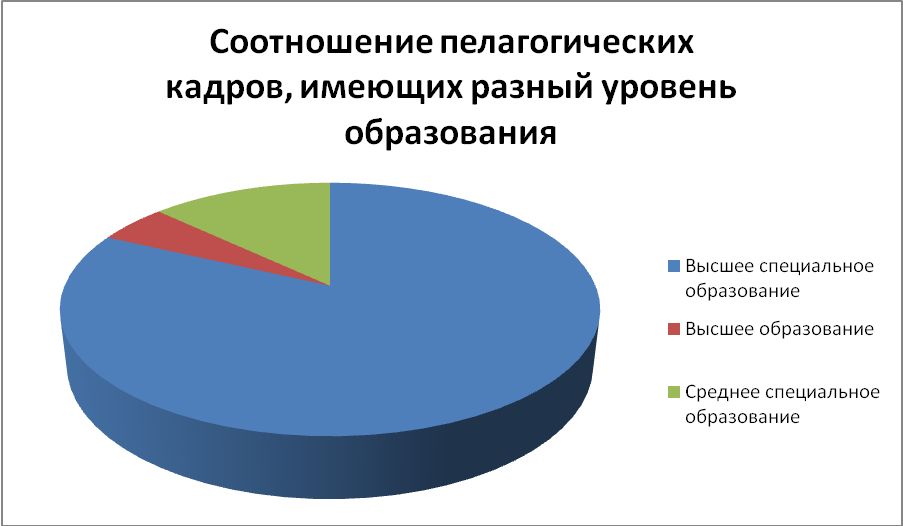 Соотношение пелагогических
кадров, имеющих разный уровень
образования
Высшее специальное
образование
Высшее образование
Среднее специальное
образование